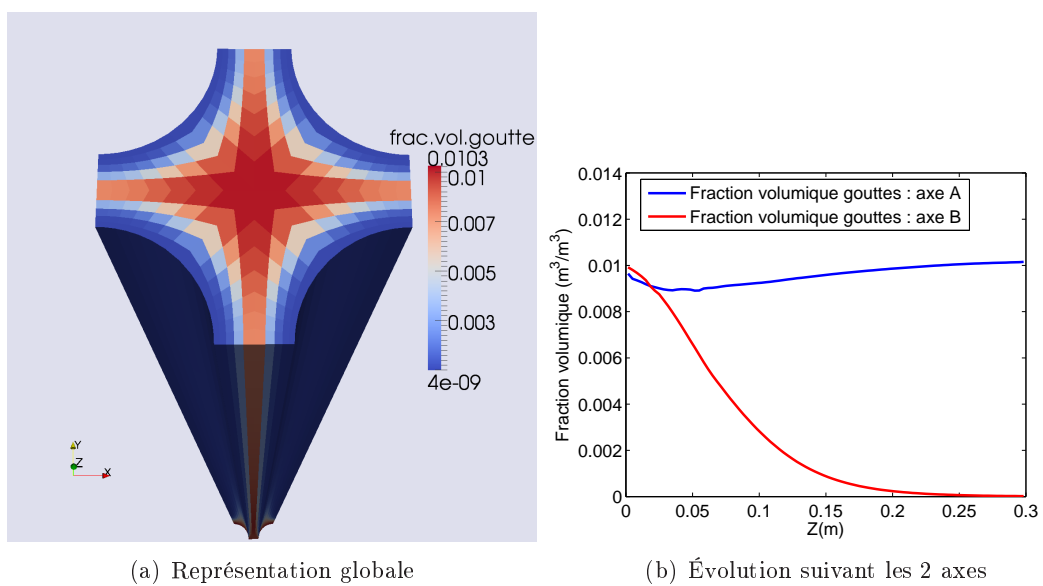 frac.vol.goutte
0.0103
0.01
0.007
0.005
0.003
4e-09
Y
Z
X
(a) Représentation globale
0.014
0.012
0.01
0.008
0.006
0.004
0.002
0
Fraction volumique (m³/m³)
Fraction volumique gouttes : axe A
Fraction volumique gouttes : axe B
0 0.05 0.1 0.15 0.2 0.25 0.3
Z(m)
(b) Évolution suivant les 2 axes